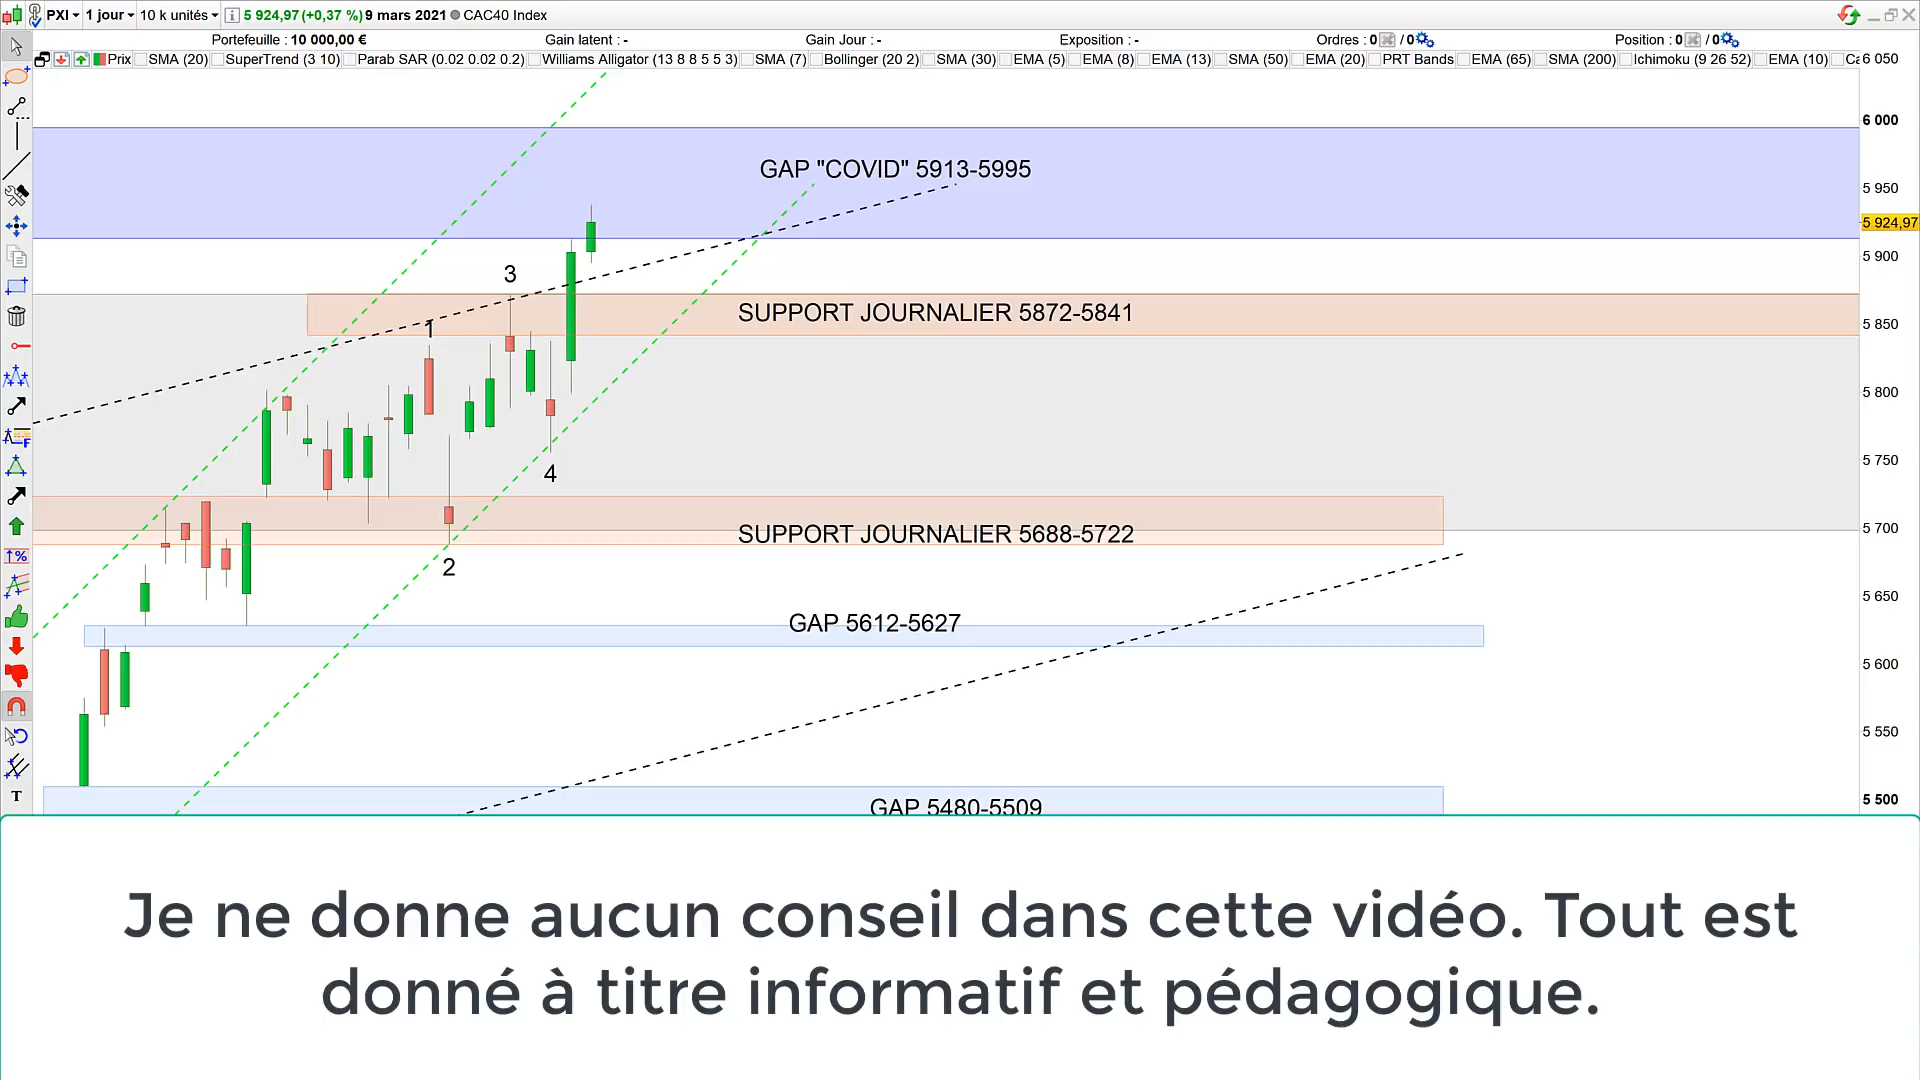 PXI 1 jour 10 k unités 5 924,97 (+0,37 %) 9 mars 2021 CAC40 Index
Portefeuille : 10 000,00 € Gain latent : - Gain Jour : - Exposition : - Ordres : 0 / 0 Position : 0 / 0
Prix SMA (20) SuperTrend (3 10) Parab SAR (0.02 0.02 0.2) Williams Alligator (13 8 8 5 5 3) SMA (7) Bollinger (20 2) SMA (30) EMA (5) EMA (8) EMA (13) SMA (50) EMA (20) PRT Bands EMA (65) SMA (200) Ichimoku (9 26 52) EMA (10) Ca
6 050
6 000
GAP "COVID" 5913-5995
5 950
5 924,97
5 900
3
SUPPORT JOURNALIER 5872-5841
1
5 850
5 800
5 750
4
5 700
SUPPORT JOURNALIER 5688-5722
2
5 650
GAP 5612-5627
5 600
5 550
5 500
GAP 5480-5509
F
%
T
Je ne donne aucun conseil dans cette vidéo. Tout est
donné à titre informatif et pédagogique.